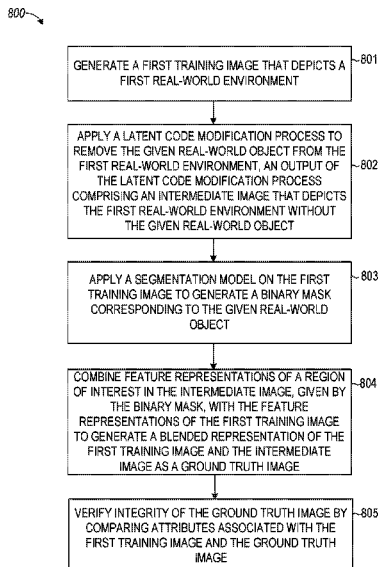 800
GENERATE A FIRST TRAINING IMAGE THAT DEPICTS A
FIRST REAL-WORLD ENVIRONMENT
801
APPLY A LATENT CODE MODIFICATION PROCESS TO
REMOVE THE GIVEN REAL-WORLD OBJECT FROM THE
FIRST REAL-WORLD ENVIRONMENT, AN OUTPUT OF
THE LATENT CODE MODIFICATION PROCESS
COMPRISING AN INTERMEDIATE IMAGE THAT DEPICTS
THE FIRST REAL-WORLD ENVIRONMENT WITHOUT
THE GIVEN REAL-WORLD OBJECT
802
APPLY A SEGMENTATION MODEL ON THE FIRST
TRAINING IMAGE TO GENERATE A BINARY MASK
CORRESPONDING TO THE GIVEN REAL-WORLD
OBJECT
803
COMBINE FEATURE REPRESENTATIONS OF A REGION
OF INTEREST IN THE INTERMEDIATE IMAGE, GIVEN BY
THE BINARY MASK, WITH THE FEATURE
REPRESENTATIONS OF THE FIRST TRAINING IMAGE
TO GENERATE A BLENDED REPRESENTATION OF THE
FIRST TRAINING IMAGE AND THE INTERMEDIATE
IMAGE AS A GROUND TRUTH IMAGE
804
VERIFY INTEGRITY OF THE GROUND TRUTH IMAGE BY
COMPARING ATTRIBUTES ASSOCIATED WITH THE
FIRST TRAINING IMAGE AND THE GROUND TRUTH
IMAGE
805